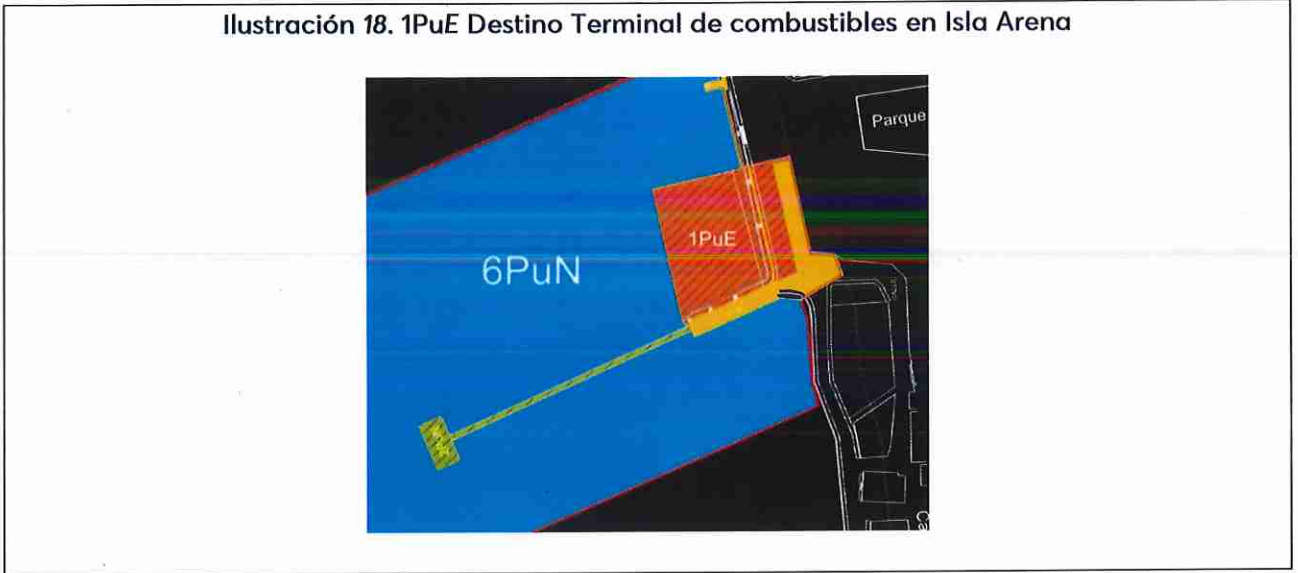 Ilustración 18. 1PuE Destino Terminal de combustibles en Isla Arena
Parque
1PuE
6PuN